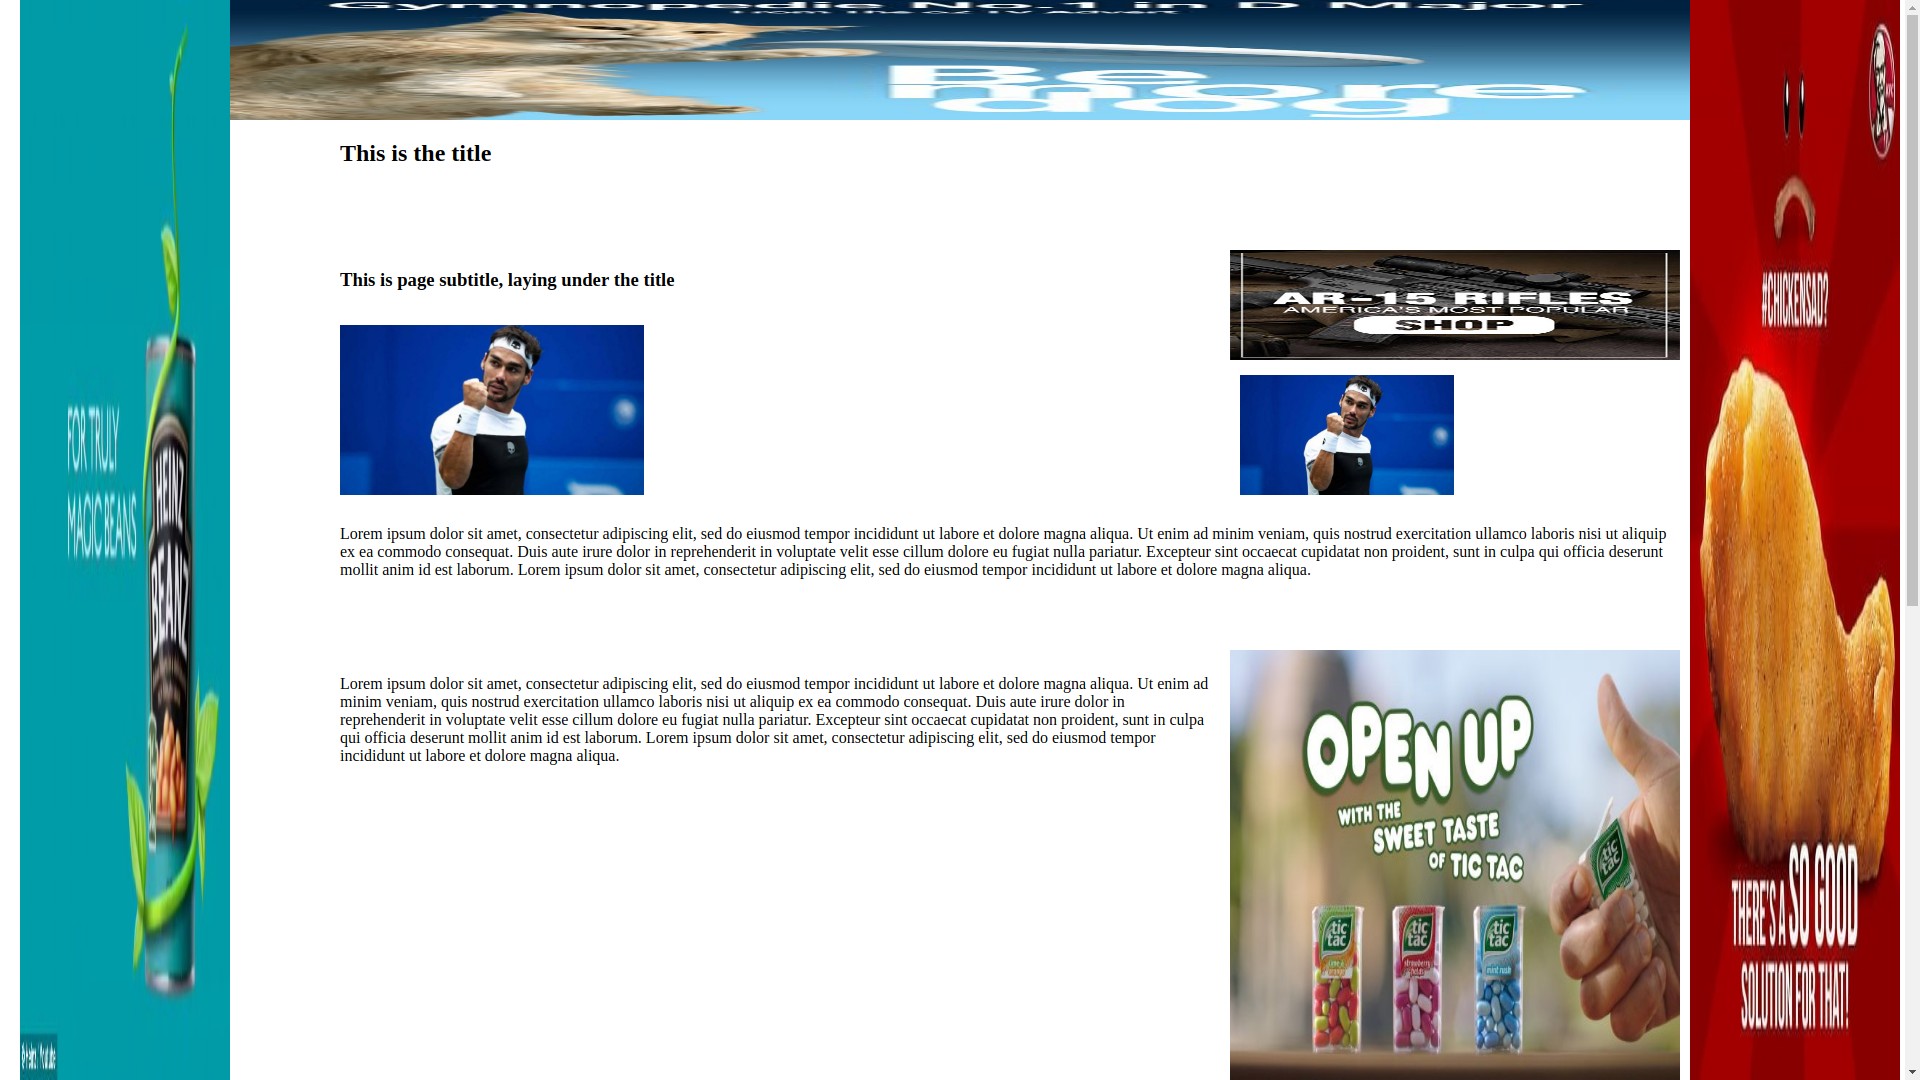 Gymnopedie No.1 in D Major
From the O2 TV Advert
Be
more
dog
This is the title
This is page subtitle, laying under the title
AR-15 RIFLES
AMERICA'S MOST POPULAR
SHOP
Lorem ipsum dolor sit amet, consectetur adipiscing elit, sed do eiusmod tempor incididunt ut labore et dolore magna aliqua. Ut enim ad minim veniam, quis nostrud exercitation ullamco laboris nisi ut aliquip
ex ea commodo consequat. Duis aute irure dolor in reprehenderit in voluptate velit esse cillum dolore eu fugiat nulla pariatur. Excepteur sint occaecat cupidatat non proident, sunt in culpa qui officia deserunt
mollit anim id est laborum. Lorem ipsum dolor sit amet, consectetur adipiscing elit, sed do eiusmod tempor incididunt ut labore et dolore magna aliqua.
Lorem ipsum dolor sit amet, consectetur adipiscing elit, sed do eiusmod tempor incididunt ut labore et dolore magna aliqua. Ut enim ad
minim veniam, quis nostrud exercitation ullamco laboris nisi ut aliquip ex ea commodo consequat. Duis aute irure dolor in
reprehenderit in voluptate velit esse cillum dolore eu fugiat nulla pariatur. Excepteur sint occaecat cupidatat non proident, sunt in culpa
qui officia deserunt mollit anim id est laborum. Lorem ipsum dolor sit amet, consectetur adipiscing elit, sed do eiusmod tempor
incididunt ut labore et dolore magna aliqua.
OPEN UP
WITH THE
SWEET TASTE
OF TIC TAC
tic
tac
tic
tac
tic
tac
tic
tac
FOR TRULY
MAGIC BEANS
HEINZ
BEANZ
#CHICKENSAD?
THERE'S A SO GOOD
SOLUTION FOR THAT!